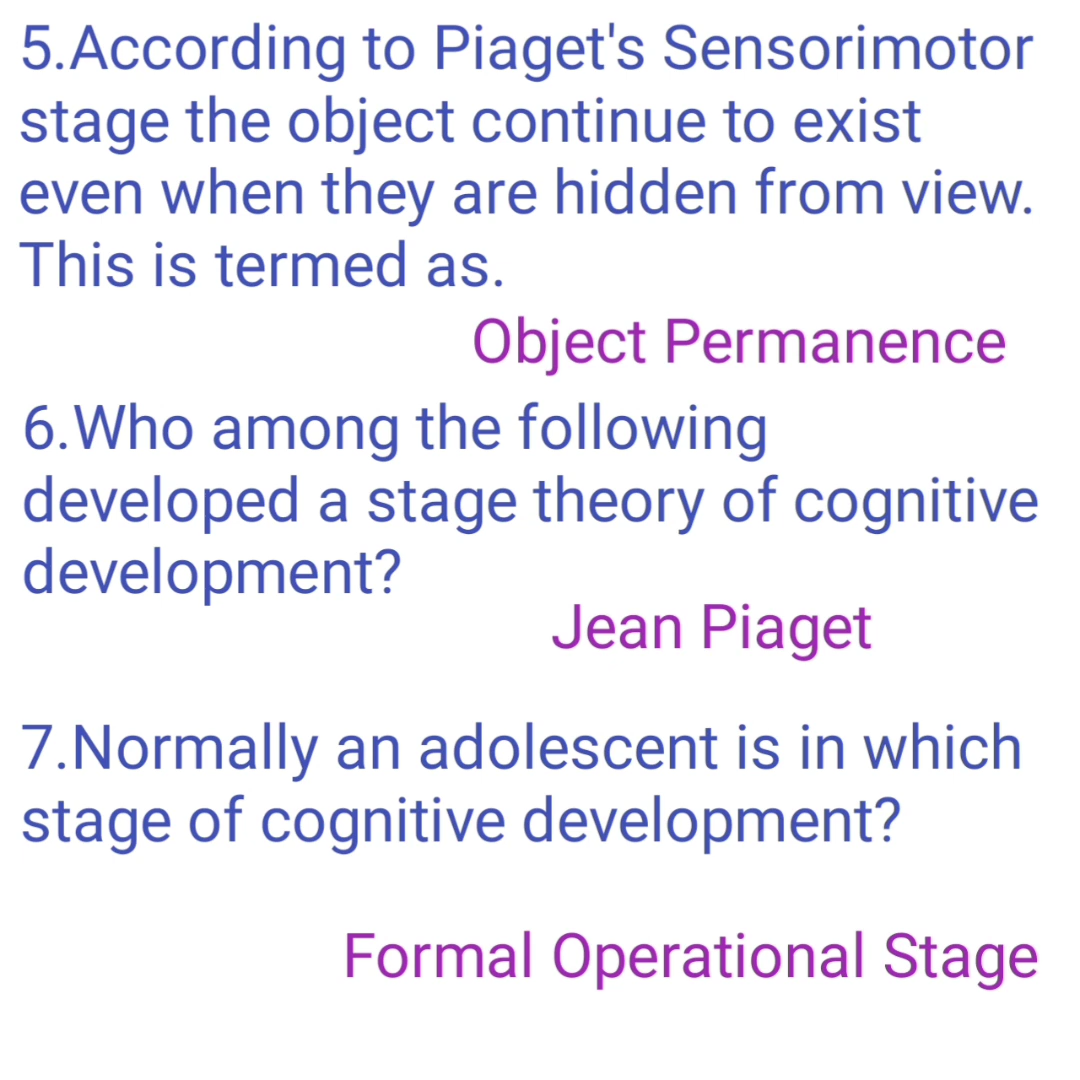 5.According to Piaget's Sensorimotor
stage the object continue to exist
even when they are hidden from view.
This is termed as.
Object Permanence
6.Who among the following
developed a stage theory of cognitive
development?
Jean Piaget
7.Normally an adolescent is in which
stage of cognitive development?
Formal Operational Stage